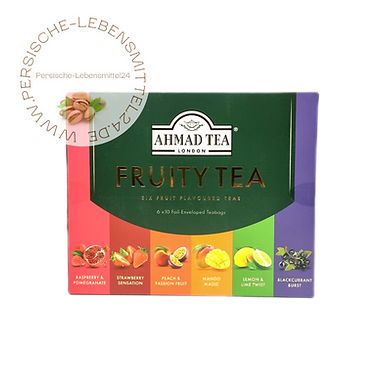 WWW.PERSISCHE-LEBENSMITTEL24.DE
Persische-Lebensmittel24
AHMAD TEA
LONDON
FRUITY TEA
SIX FRUIT FLAVOURED TEAS
6 x10 Foil Enveloped Teabags
RASPBERRY &
POMEGRANATE
STRAWBERRY
SENSATION
PEACH &
PASSION FRUIT
MANGO
MAGIC
LEMON &
LIME TWIST
BLACKCURRANT
BURST